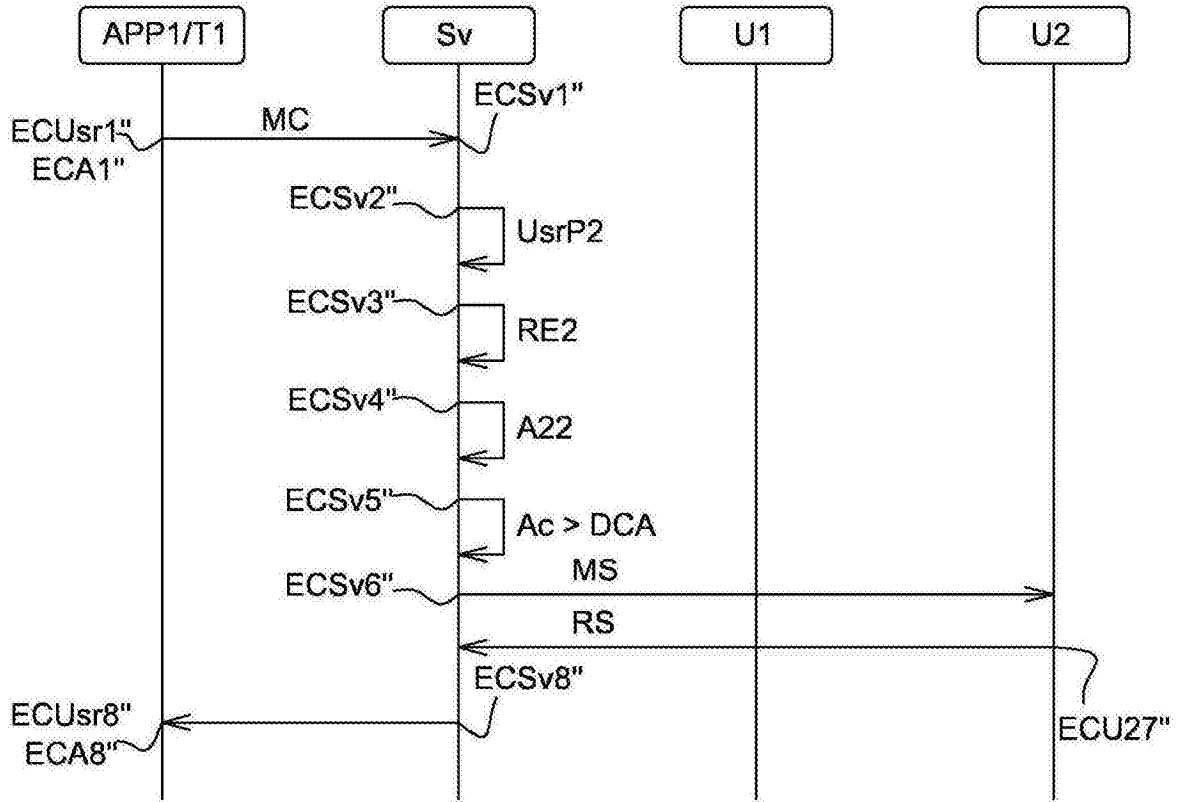 APP1/T1
Sv
U1
U2
ECSv1"
MC
ECUsr1"
ECA1"
ECSv2"
UsrP2
ECSv3"
RE2
ECSv4"
A22
ECSv5"
Ac > DCA
MS
ECSv6"
RS
ECSv8"
ECUsr8"
ECU27"
ECA8"